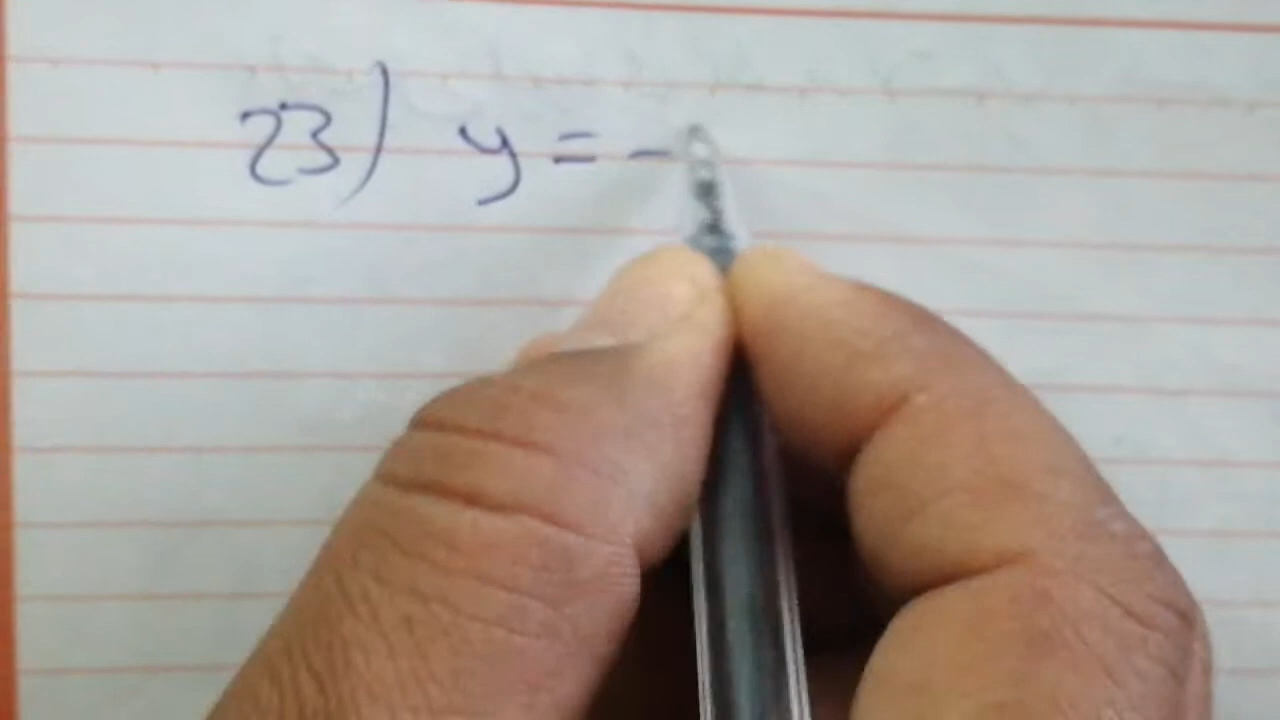 23) y = -